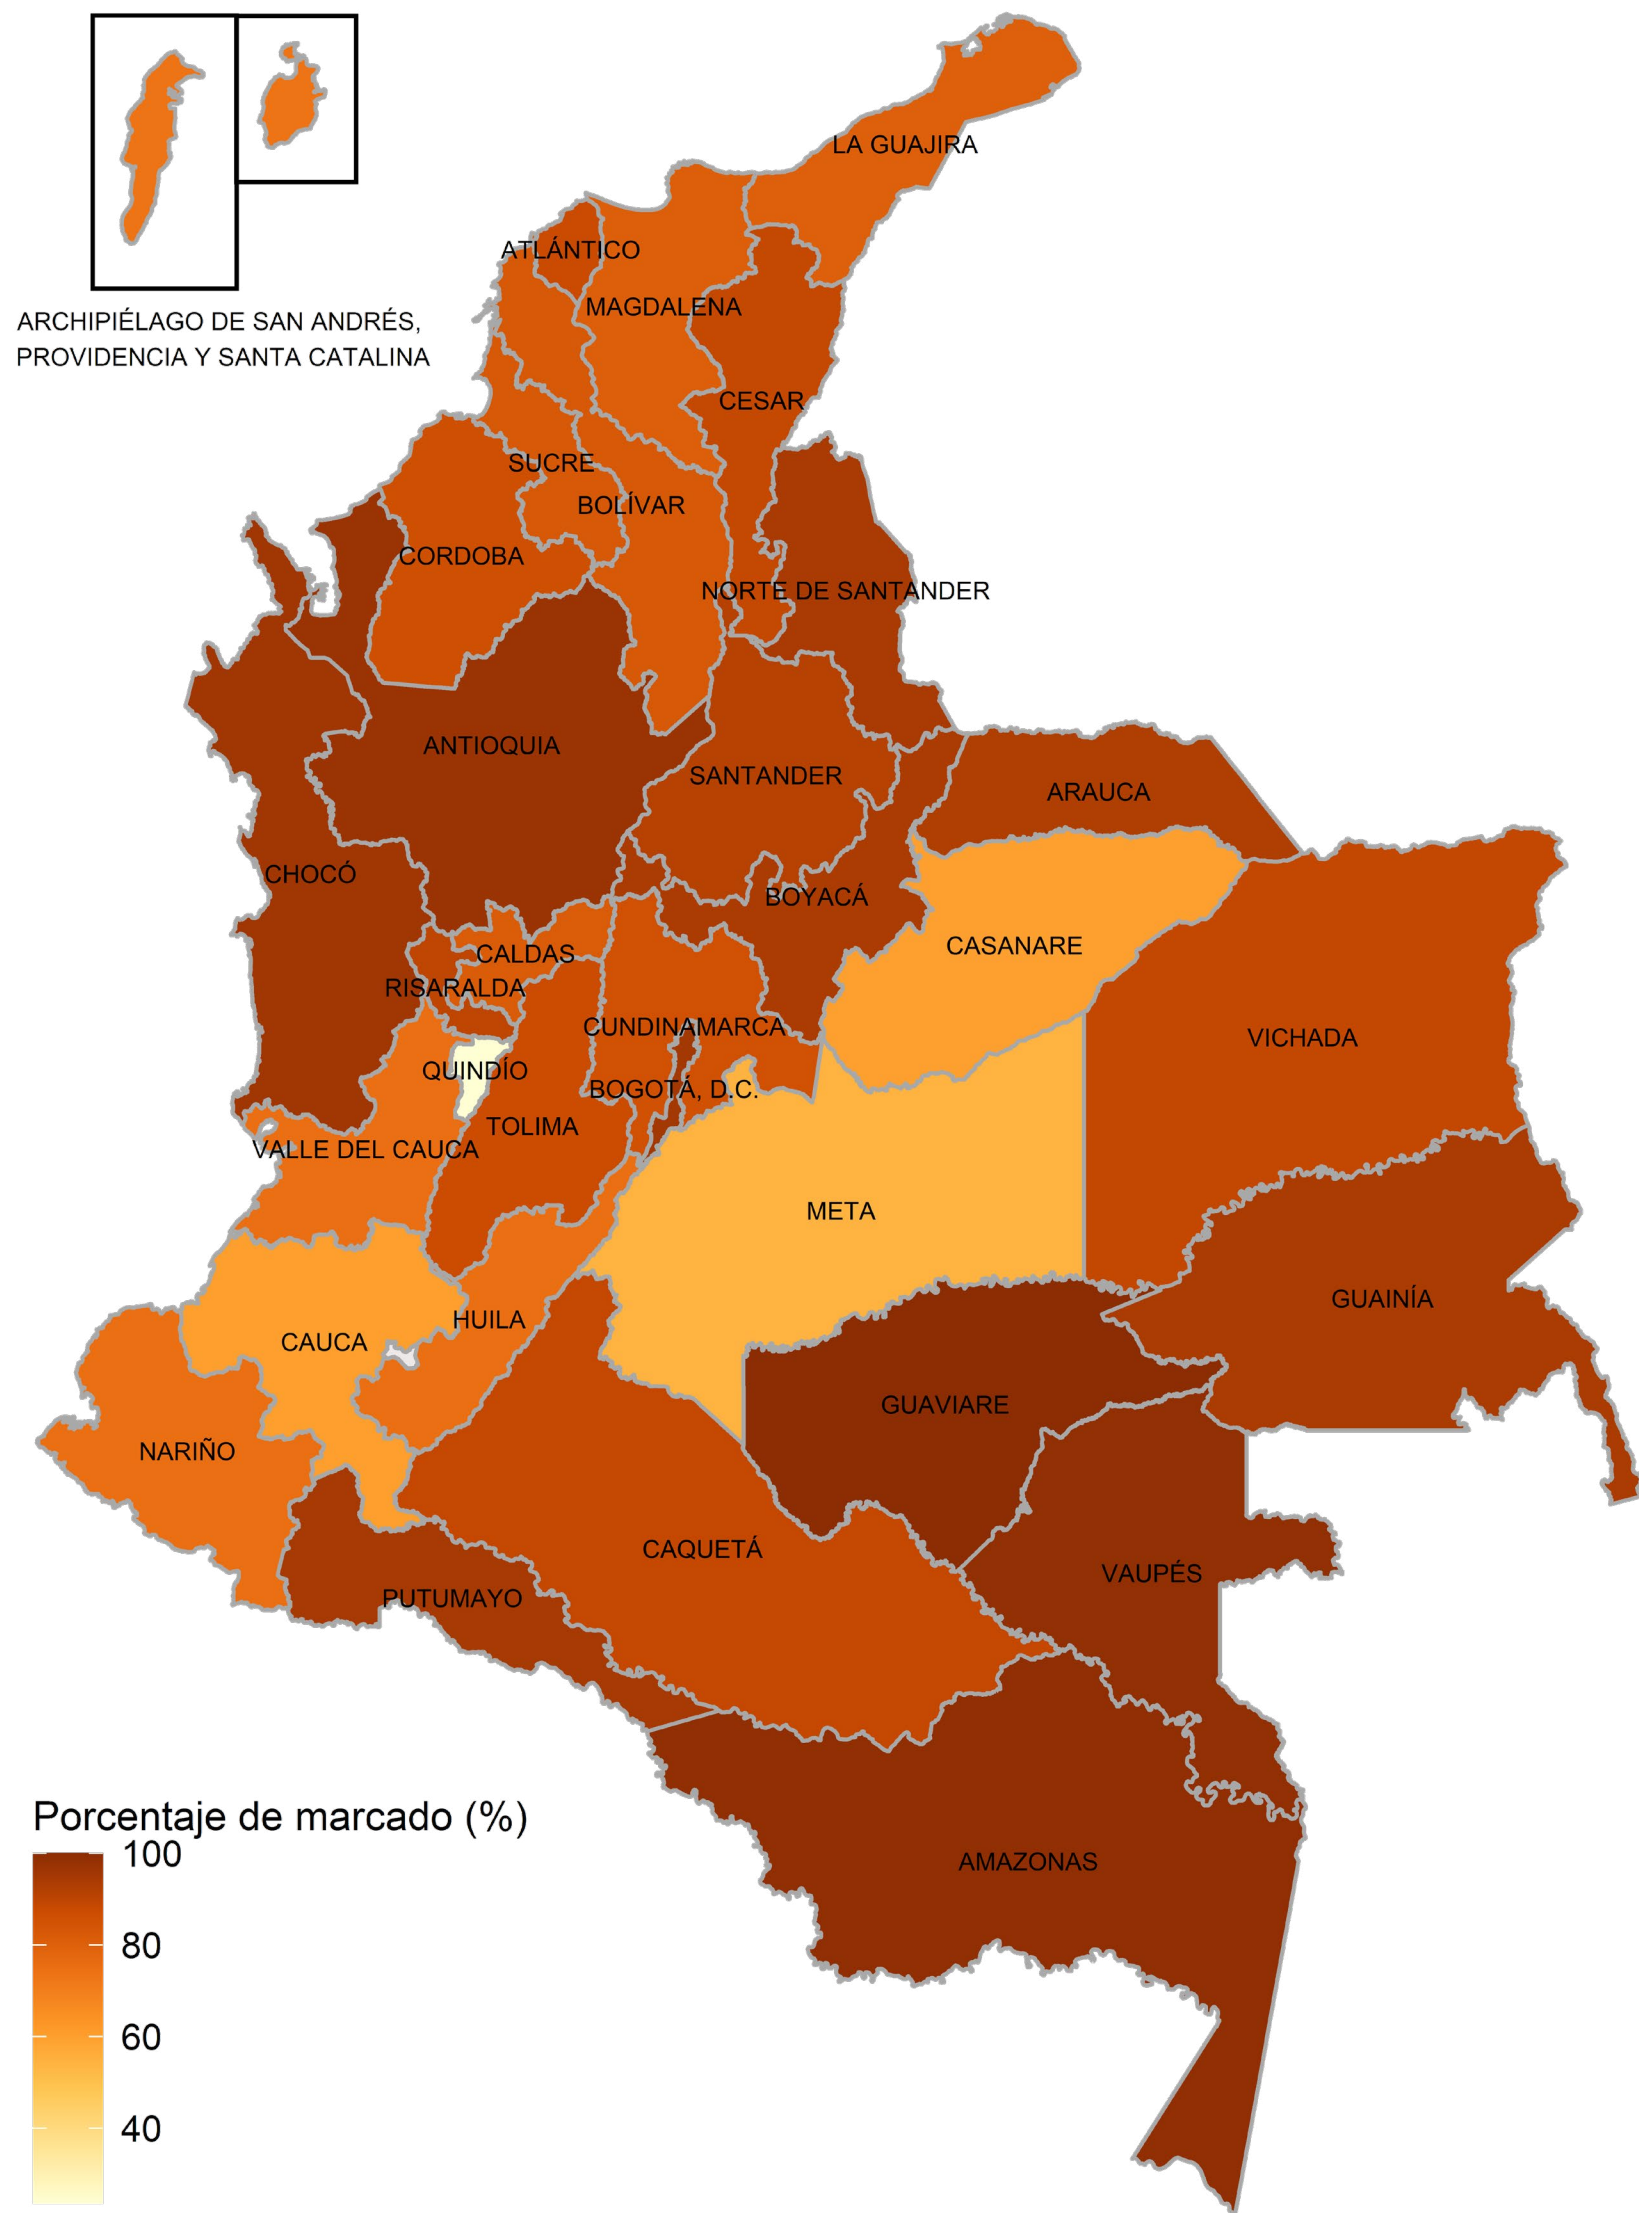 LA GUAJIRA
ATLÁNTICO
MAGDALENA
ARCHIPIÉLAGO DE SAN ANDRÉS,
PROVIDENCIA Y SANTA CATALINA
CESAR
SUCRE
BOLÍVAR
CORDOBA
NORTE DE SANTANDER
ANTIOQUIA
SANTANDER
ARAUCA
CHOCÓ
BOYACÁ
CASANARE
CALDAS
RISARALDA
CUNDINAMARCA
VICHADA
QUINDÍO
BOGOTÁ, D.C.
TOLIMA
VALLE DEL CAUCA
META
GUAINÍA
HUILA
CAUCA
GUAVIARE
NARIÑO
CAQUETÁ
VAUPÉS
PUTUMAYO
Porcentaje de marcado (%)
100
AMAZONAS
80
60
40